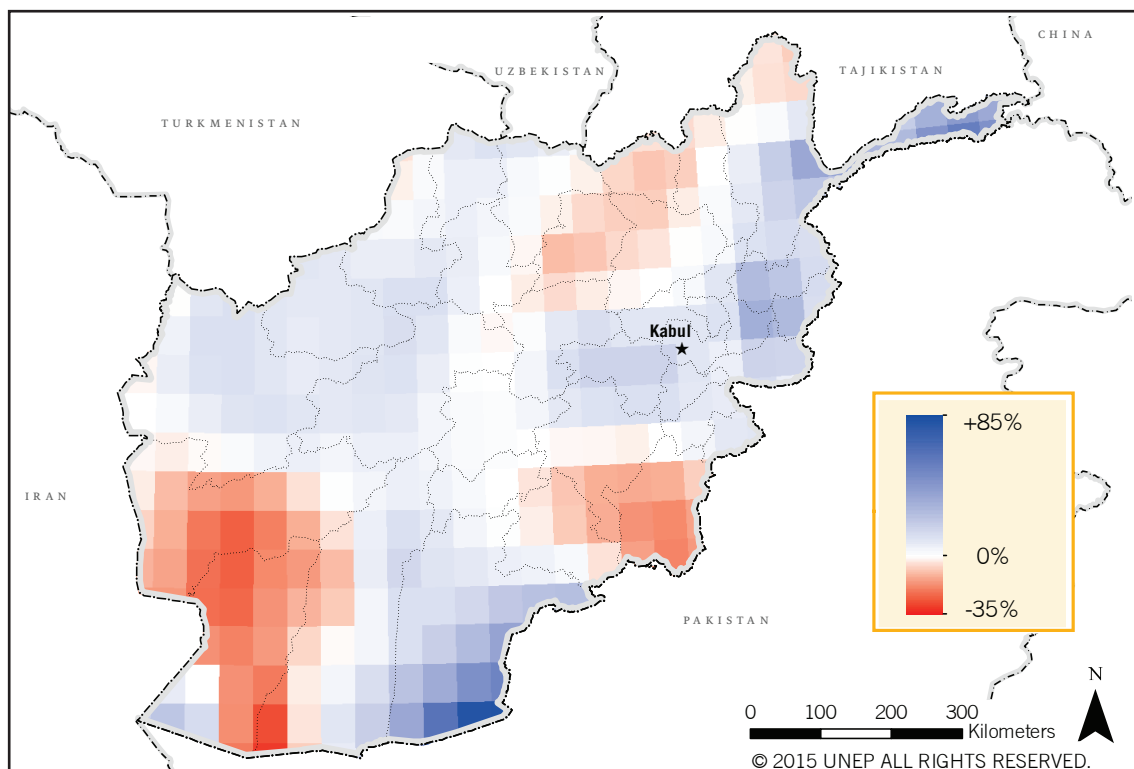 CHINA
UZBEKISTAN
TAJIKISTAN
TURKMENISTAN
Kabul
IRAN
PAKISTAN
+85%
0%
-35%
N
0 100 200 300
Kilometers
© 2015 UNEP ALL RIGHTS RESERVED.